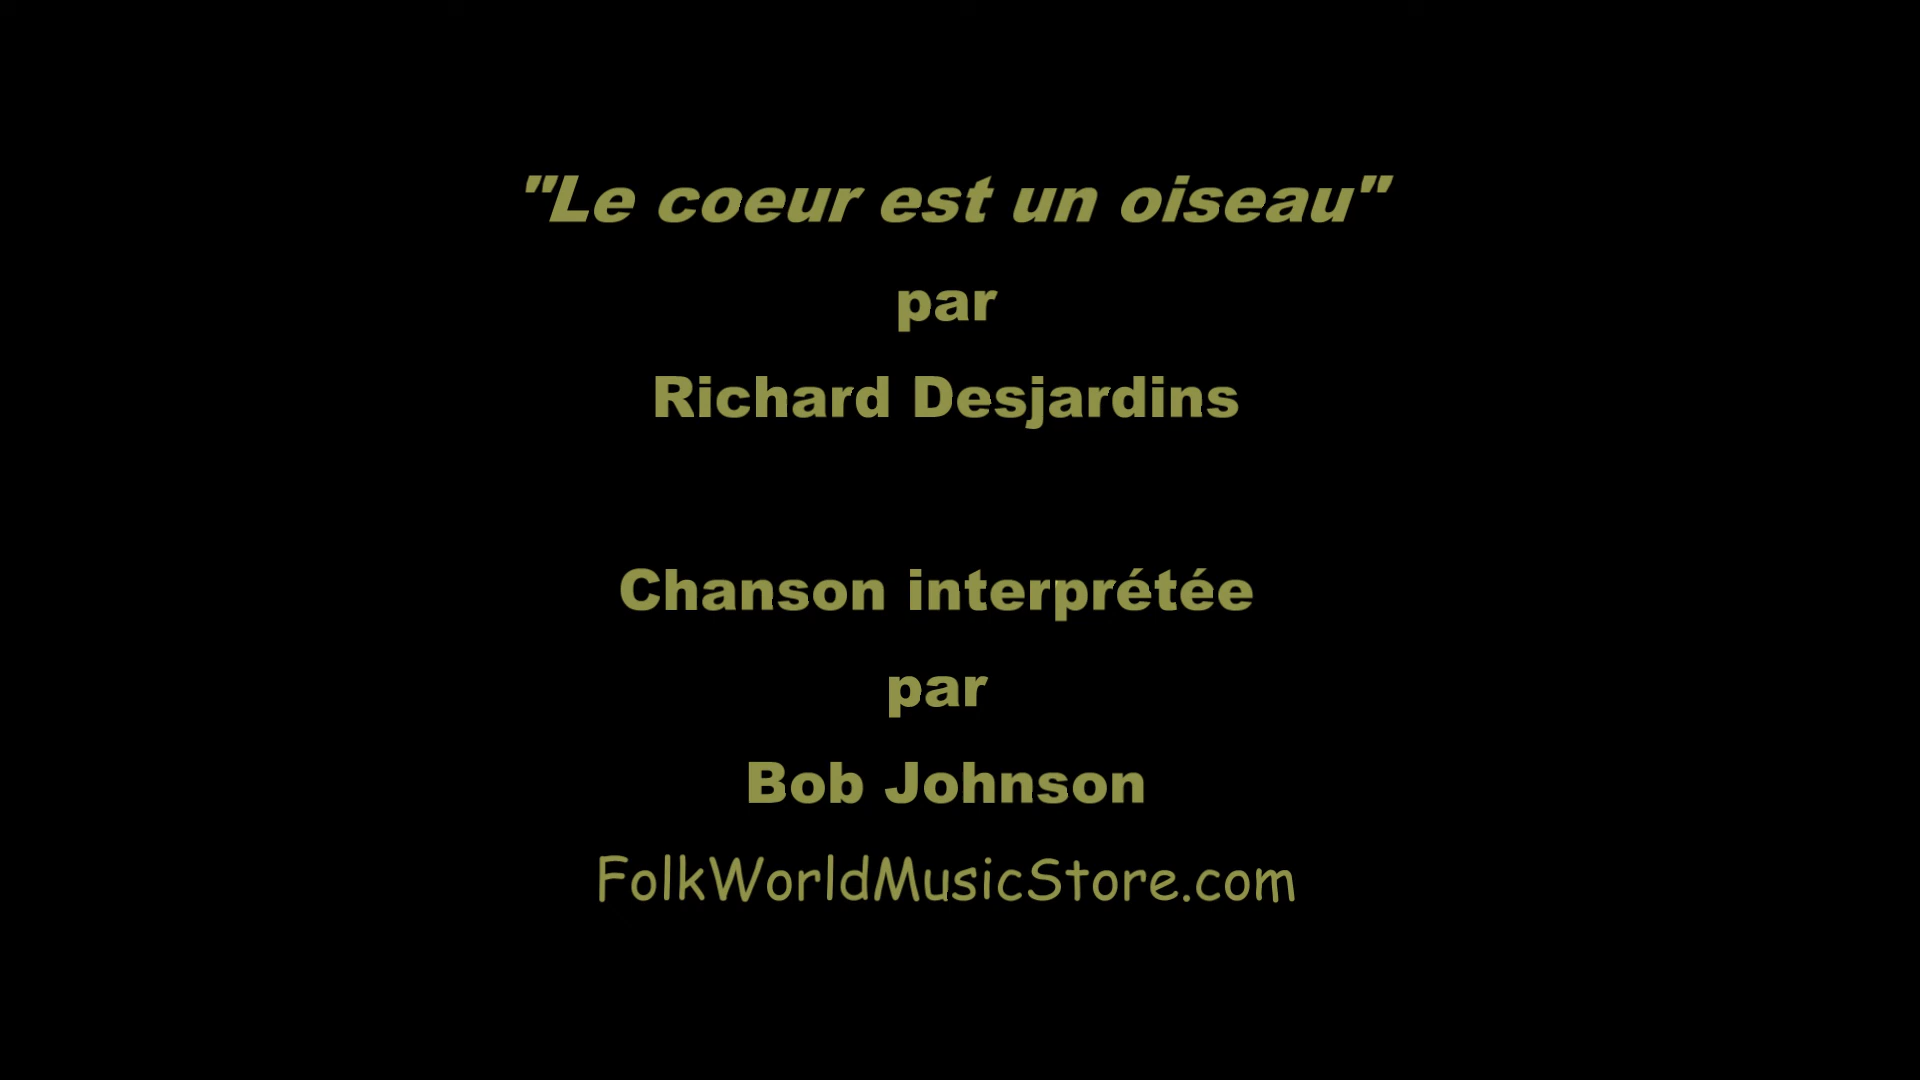 "Le coeur est un oiseau"
par
Richard Desjardins
Chanson interprétée
par
Bob Johnson
FolkWorldMusicStore.com